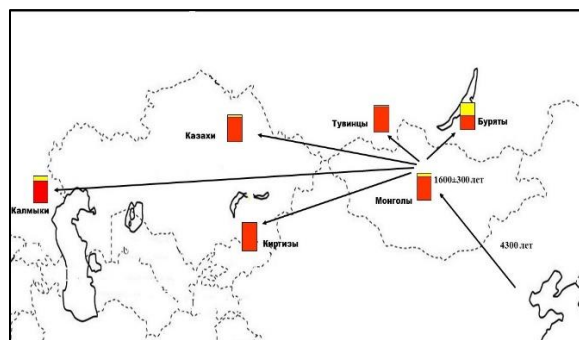 Тувинцы
Буряты
Казахи
1600±300 лет
Монголы
Калмыки
Киргизы
4300 лет